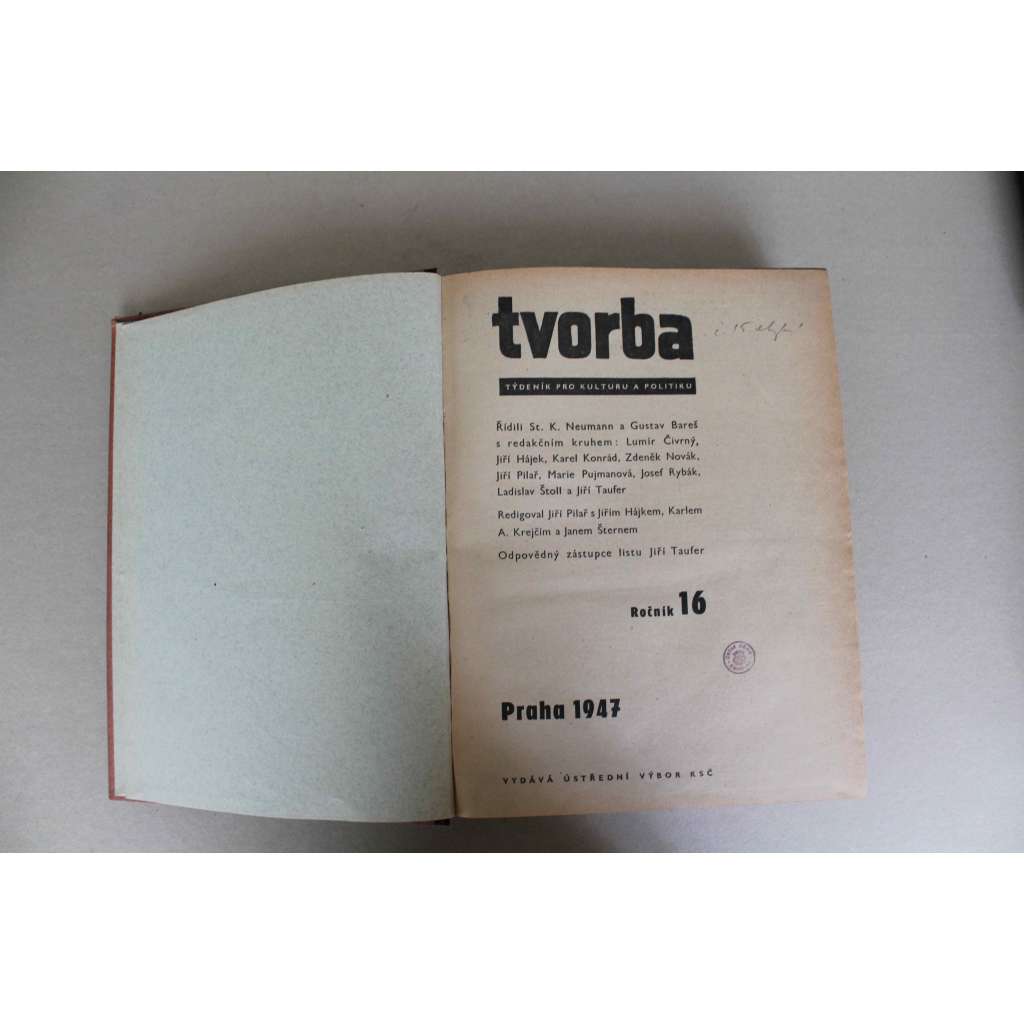 tvorba
TÝDENÍK PRO KULTURU A POLITIKU
Řídili St. K. Neumann a Gustav Bareš
s redakčním kruhem: Lumír Čivrný,
Jiří Hájek, Karel Konrád, Zdeněk Novák,
Jiří Pilař, Marie Pujmanová, Josef Rybák,
Ladislav Štoll a Jiří Taufer
Redigoval Jiří Pilař s Jiřím Hájkem, Karlem
A. Krejčím a Janem Šternem
Odpovědný zástupce listu Jiří Taufer
Ročník 16
Praha 1947
VYDÁVÁ ÚSTŘEDNÍ VÝBOR KSČ